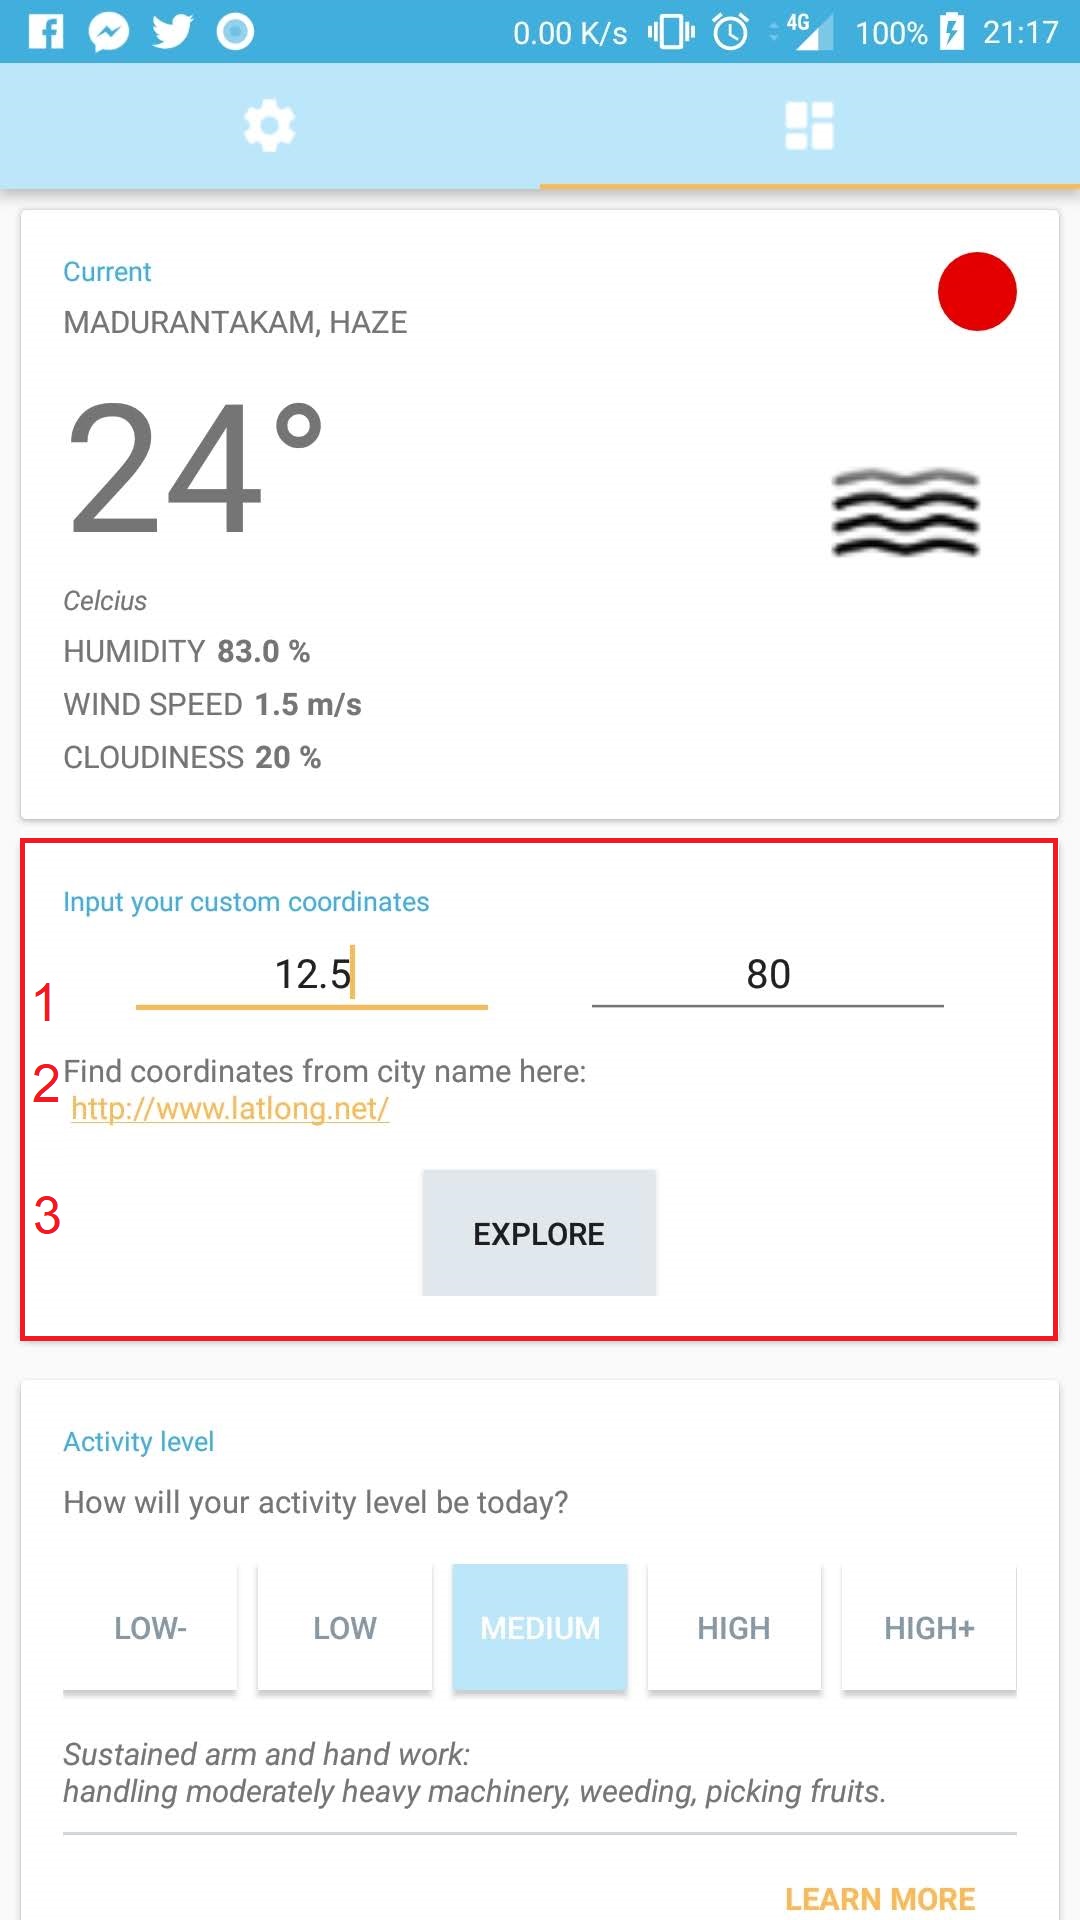 0.00 K/s 4G 100% 21:17
Current
MADURANTAKAM, HAZE
24°
Celcius
HUMIDITY 83.0 %
WIND SPEED 1.5 m/s
CLOUDINESS 20 %
Input your custom coordinates
1 12.5 80
2 Find coordinates from city name here:
http://www.latlong.net/
3 EXPLORE
Activity level
How will your activity level be today?
LOW- LOW MEDIUM HIGH HIGH+
Sustained arm and hand work:
handling moderately heavy machinery, weeding, picking fruits.
LEARN MORE